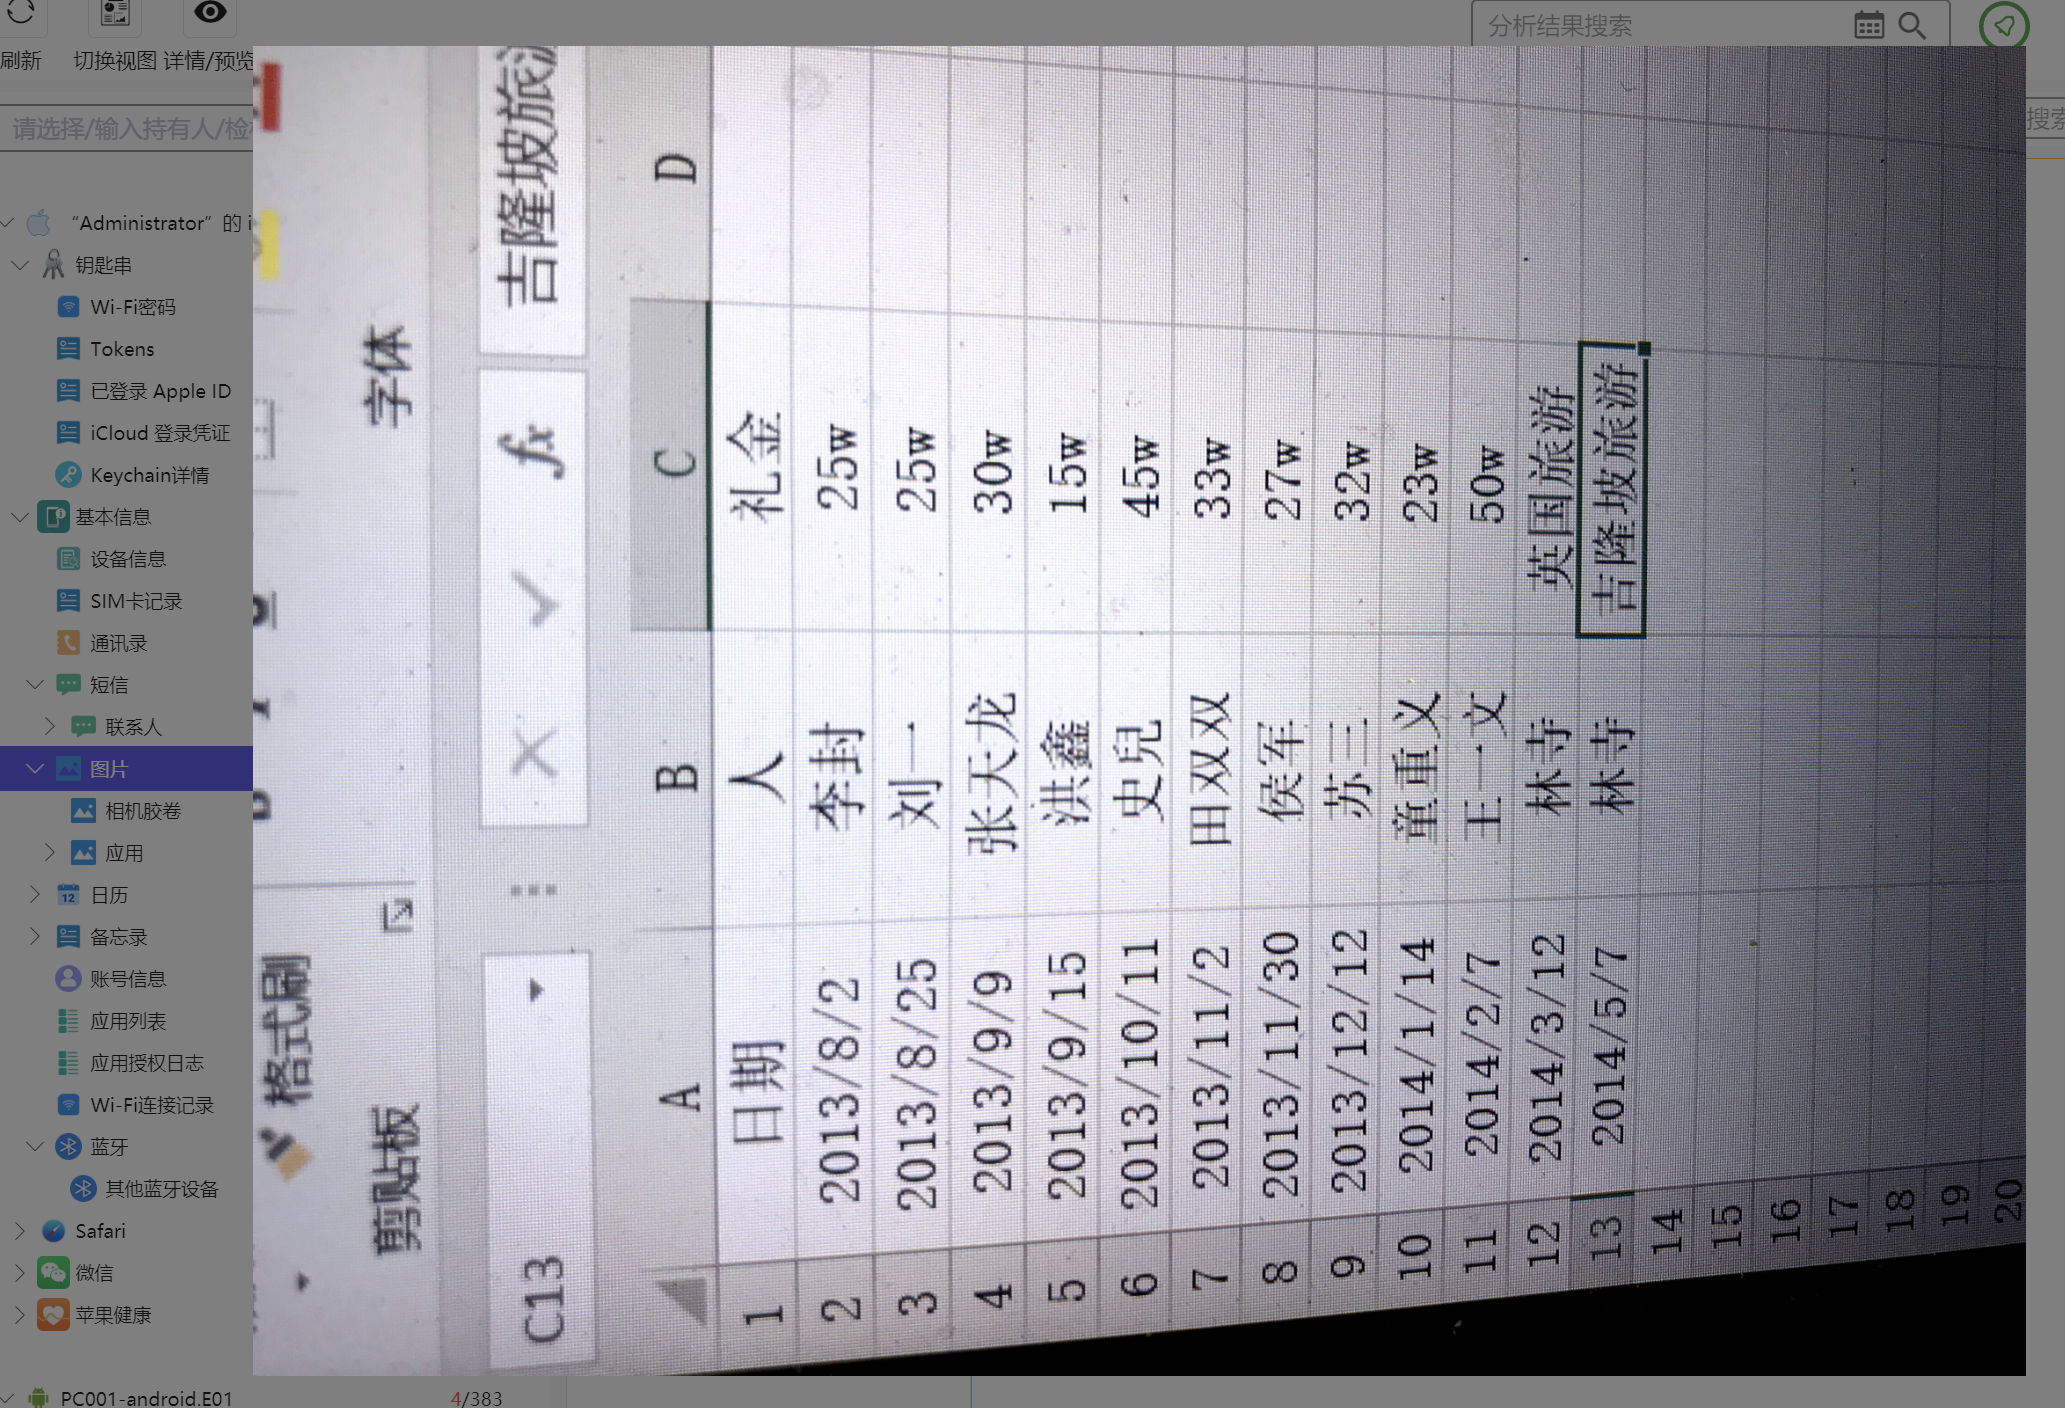 刷新
切换视图
详情/预览
分析结果搜索
请选择/输入持有人/检
搜索
“Administrator” 的 i
钥匙串
Wi-Fi密码
Tokens
已登录 Apple ID
iCloud 登录凭证
Keychain详情
基本信息
设备信息
SIM卡记录
通讯录
短信
联系人
图片
相机胶卷
应用
日历
备忘录
账号信息
应用列表
应用授权日志
Wi-Fi连接记录
蓝牙
其他蓝牙设备
Safari
微信
苹果健康
PC001-android.E01 4/383
格式刷
剪贴板 字体
C13 fx 吉隆坡旅游
A B C D
1 日期 人 礼金
2 2013/8/2 李封 25w
3 2013/8/25 刘一 25w
4 2013/9/9 张天龙 30w
5 2013/9/15 洪鑫 15w
6 2013/10/11 史兒 45w
7 2013/11/2 田双双 33w
8 2013/11/30 侯军 27w
9 2013/12/12 苏三 32w
10 2014/1/14 童重义 23w
11 2014/2/7 王一文 50w
12 2014/3/12 林寺 英国旅游
13 2014/5/7 林寺 吉隆坡旅游
14
15
16
17
18
19
20